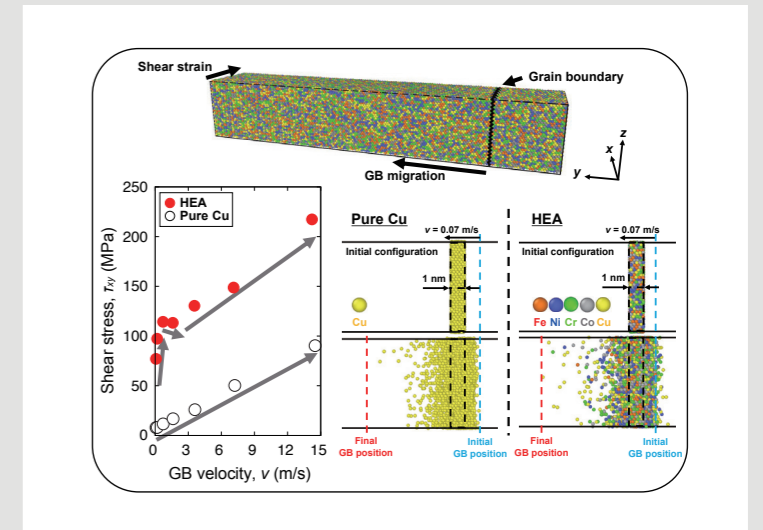 Shear strain
Grain boundary
GB migration
z
x
y
250
200
150
100
50
0
HEA
Pure Cu
Shear stress, τxy (MPa)
0 3 6 9 12 15
GB velocity, v (m/s)
Pure Cu
v = 0.07 m/s
Initial configuration
1 nm
Cu
Final
GB position
Initial
GB position
HEA
v = 0.07 m/s
Initial configuration
1 nm
Fe Ni Cr Co Cu
Final
GB position
Initial
GB position